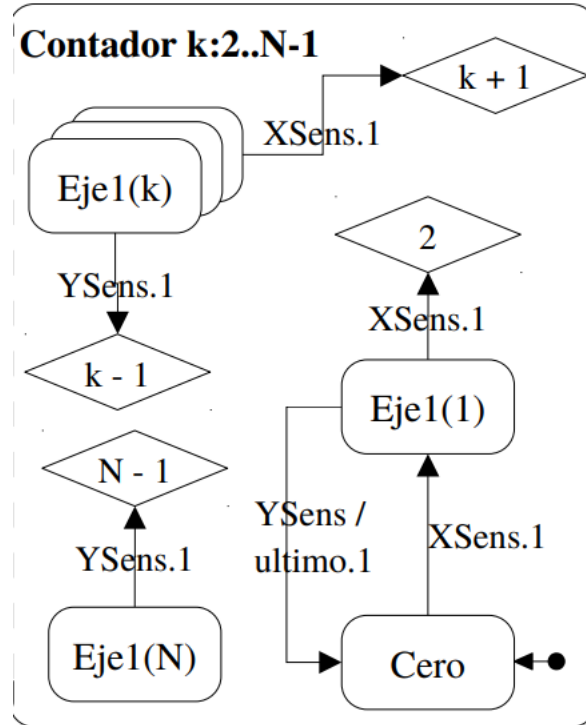 Contador k:2..N-1
k + 1
XSens.1
Eje1(k)
YSens.1
k - 1
2
XSens.1
Eje1(1)
N - 1
YSens /
ultimo.1
XSens.1
YSens.1
Eje1(N)
Cero